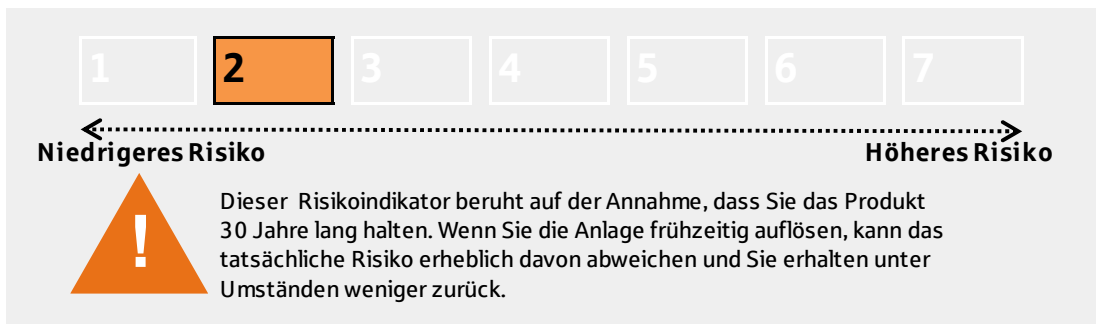 1 2 3 4 5 6 7
Niedrigeres Risiko Höheres Risiko
!
Dieser Risikoindikator beruht auf der Annahme, dass Sie das Produkt
30 Jahre lang halten. Wenn Sie die Anlage frühzeitig auflösen, kann das
tatsächliche Risiko erheblich davon abweichen und Sie erhalten unter
Umständen weniger zurück.